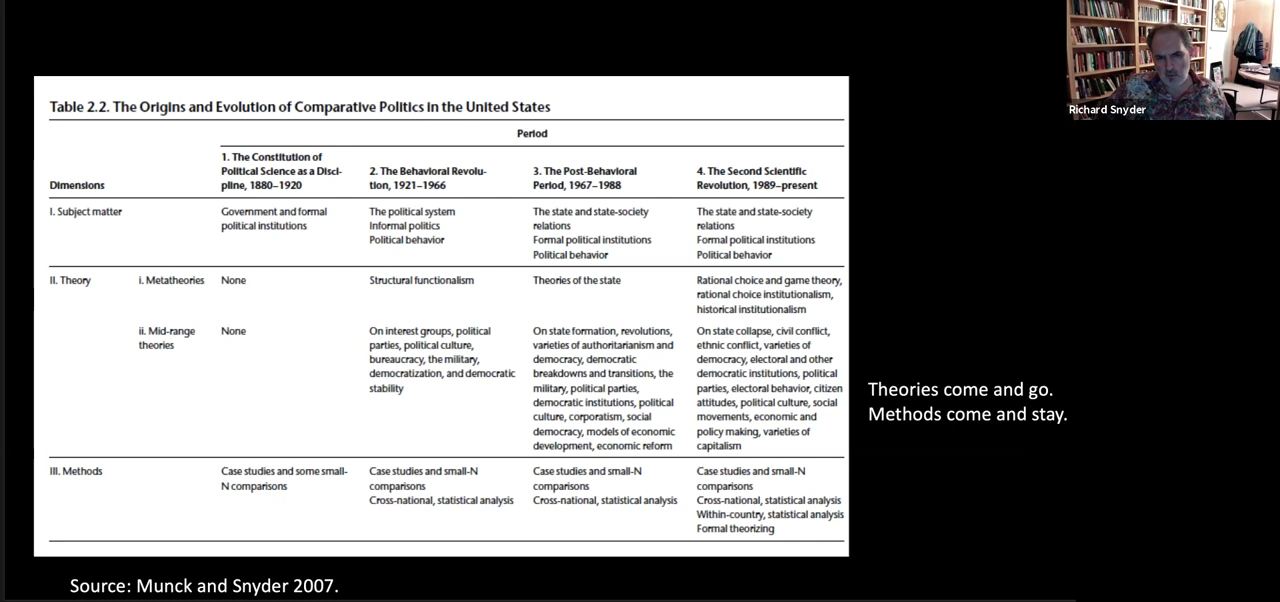 Richard Snyder
Table 2.2. The Origins and Evolution of Comparative Politics in the United States
Period
Dimensions
1. The Constitution of
Political Science as a Disci-
pline, 1880–1920
2. The Behavioral Revolu-
tion, 1921–1966
3. The Post-Behavioral
Period, 1967–1988
4. The Second Scientific
Revolution, 1989–present
I. Subject matter
Government and formal
political institutions
The political system
Informal politics
Political behavior
The state and state-society
relations
Formal political institutions
Political behavior
The state and state-society
relations
Formal political institutions
Political behavior
II. Theory
i. Metatheories
None
Structural functionalism
Theories of the state
Rational choice and game theory,
rational choice institutionalism,
historical institutionalism
ii. Mid-range
theories
None
On interest groups, political
parties, political culture,
bureaucracy, the military,
democratization, and democratic
stability
On state formation, revolutions,
varieties of authoritarianism and
democracy, democratic
breakdowns and transitions, the
military, political parties,
democratic institutions, political
culture, corporatism, social
democracy, models of economic
development, economic reform
On state collapse, civil conflict,
ethnic conflict, varieties of
democracy, electoral and other
democratic institutions, political
parties, electoral behavior, citizen
attitudes, political culture, social
movements, economic and
policy making, varieties of
capitalism
III. Methods
Case studies and some small-
N comparisons
Case studies and small-N
comparisons
Cross-national, statistical analysis
Case studies and small-N
comparisons
Cross-national, statistical analysis
Case studies and small-N
comparisons
Cross-national, statistical analysis
Within-country, statistical analysis
Formal theorizing
Theories come and go.
Methods come and stay.
Source: Munck and Snyder 2007.